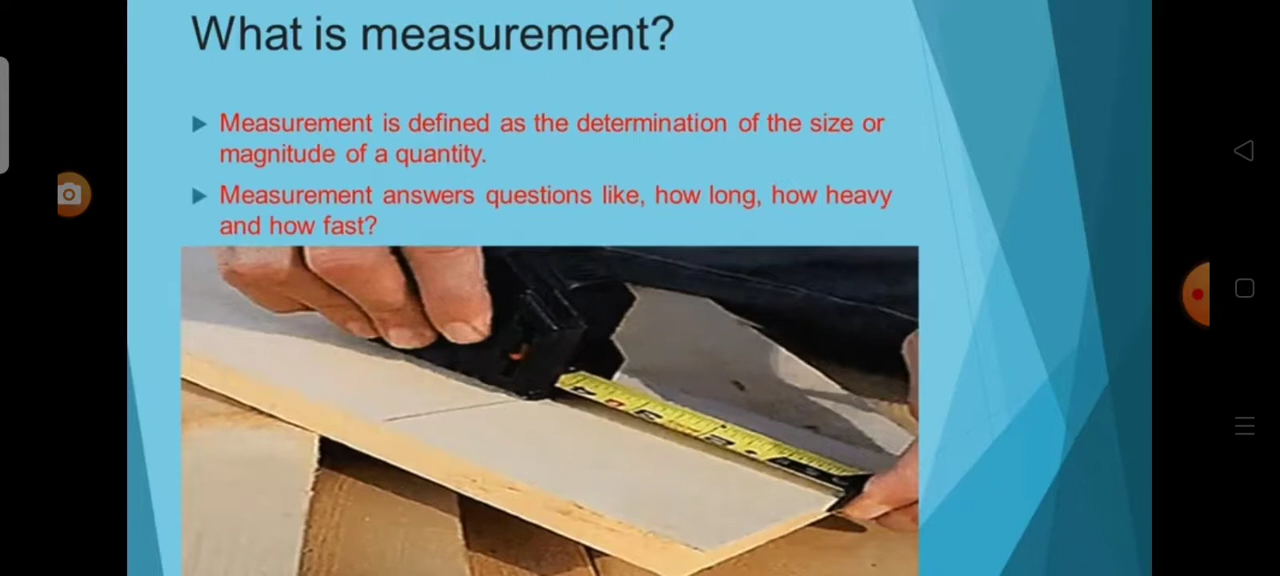 What is measurement?
Measurement is defined as the determination of the size or
magnitude of a quantity.
Measurement answers questions like, how long, how heavy
and how fast?